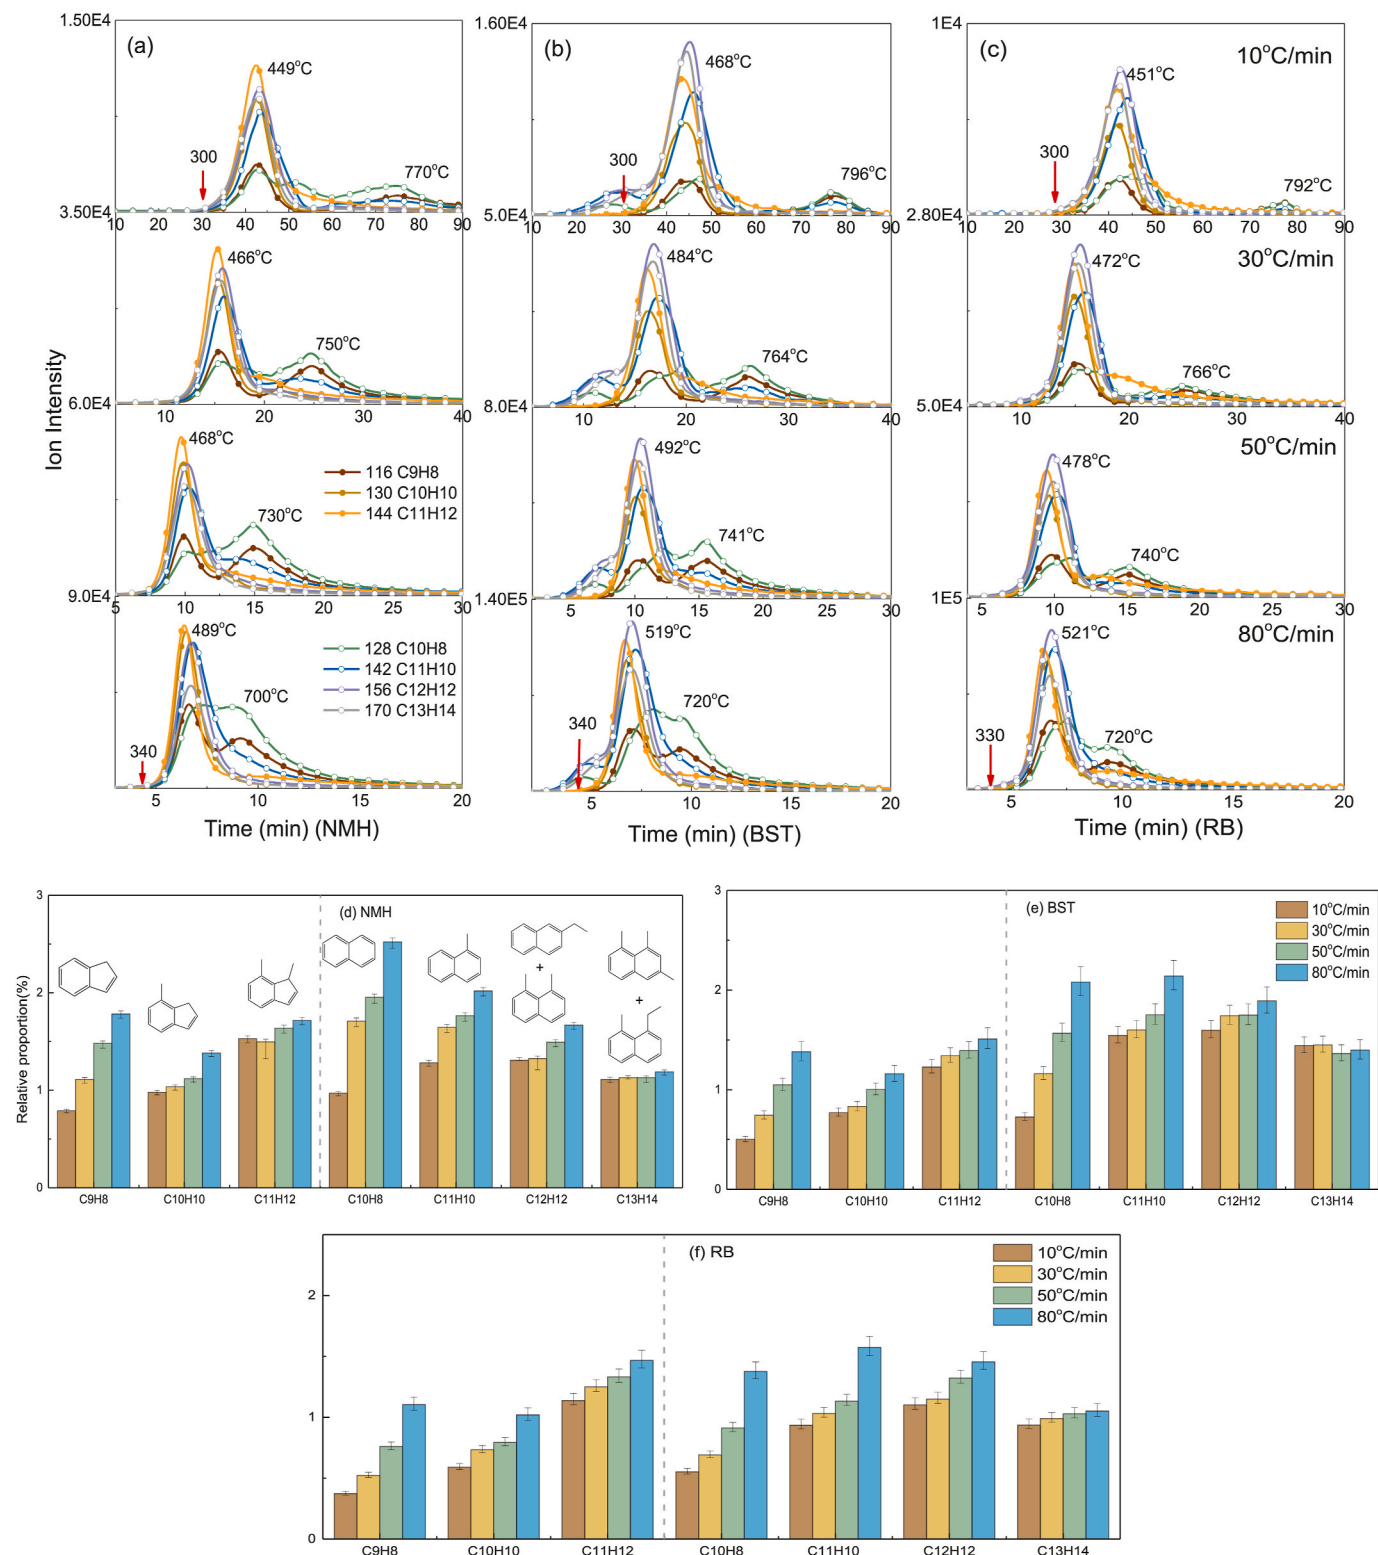 1.50E4
(a)
449°C
300
770°C
3.50E4
10 20 30 40 50 60 70 80 90
466°C
750°C
6.0E4
10 20 30 40
468°C
116 C9H8
130 C10H10
144 C11H12
730°C
9.0E4
5 10 15 20 25 30
489°C
128 C10H8
142 C11H10
156 C12H12
170 C13H14
700°C
340
5 10 15 20
Time (min) (NMH)
Ion Intensity
1.60E4
(b)
468°C
300
796°C
5.0E4
10 20 30 40 50 60 70 80 90
484°C
764°C
8.0E4
10 20 30 40
492°C
741°C
1.40E5
5 10 15 20 25 30
519°C
720°C
340
5 10 15 20
Time (min) (BST)
1E4
(c)
10°C/min
451°C
300
792°C
2.80E4
10 20 30 40 50 60 70 80 90
30°C/min
472°C
766°C
5.0E4
10 20 30 40
50°C/min
478°C
740°C
1E5
5 10 15 20 25 30
80°C/min
521°C
330
720°C
5 10 15 20
Time (min) (RB)
3
2
1
0
Relative proportion(%)
(d) NMH
+
+
C9H8 C10H10 C11H12 C10H8 C11H10 C12H12 C13H14
3
2
1
0
(e) BST
10°C/min
30°C/min
50°C/min
80°C/min
C9H8 C10H10 C11H12 C10H8 C11H10 C12H12 C13H14
2
1
0
(f) RB
10°C/min
30°C/min
50°C/min
80°C/min
C9H8 C10H10 C11H12 C10H8 C11H10 C12H12 C13H14